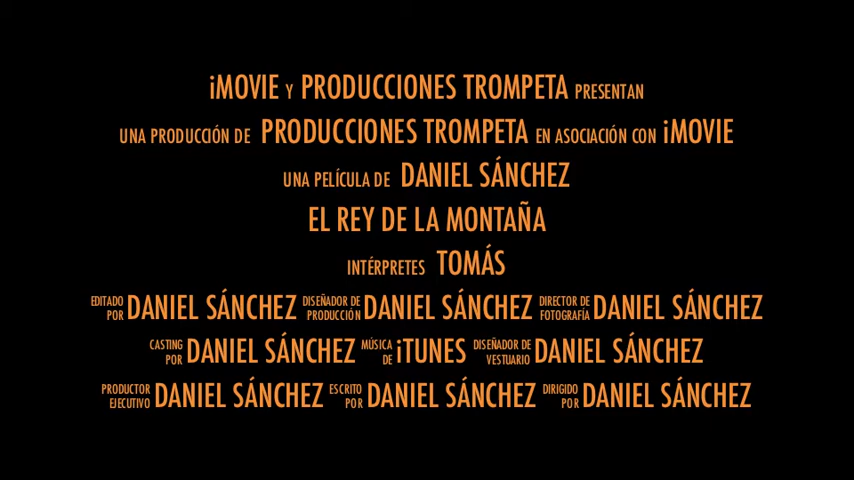 iMOVIE Y PRODUCCIONES TROMPETA PRESENTAN
UNA PRODUCCIÓN DE PRODUCCIONES TROMPETA EN ASOCIACIÓN CON iMOVIE
UNA PELÍCULA DE DANIEL SÁNCHEZ
EL REY DE LA MONTAÑA
INTÉRPRETES TOMÁS
EDITADO POR DANIEL SÁNCHEZ DISEÑADOR DE PRODUCCIÓN DANIEL SÁNCHEZ DIRECTOR DE FOTOGRAFÍA DANIEL SÁNCHEZ
CASTING POR DANIEL SÁNCHEZ MÚSICA DE iTUNES DISEÑADOR DE VESTUARIO DANIEL SÁNCHEZ
PRODUCTOR EJECUTIVO DANIEL SÁNCHEZ ESCRITO POR DANIEL SÁNCHEZ DIRIGIDO POR DANIEL SÁNCHEZ